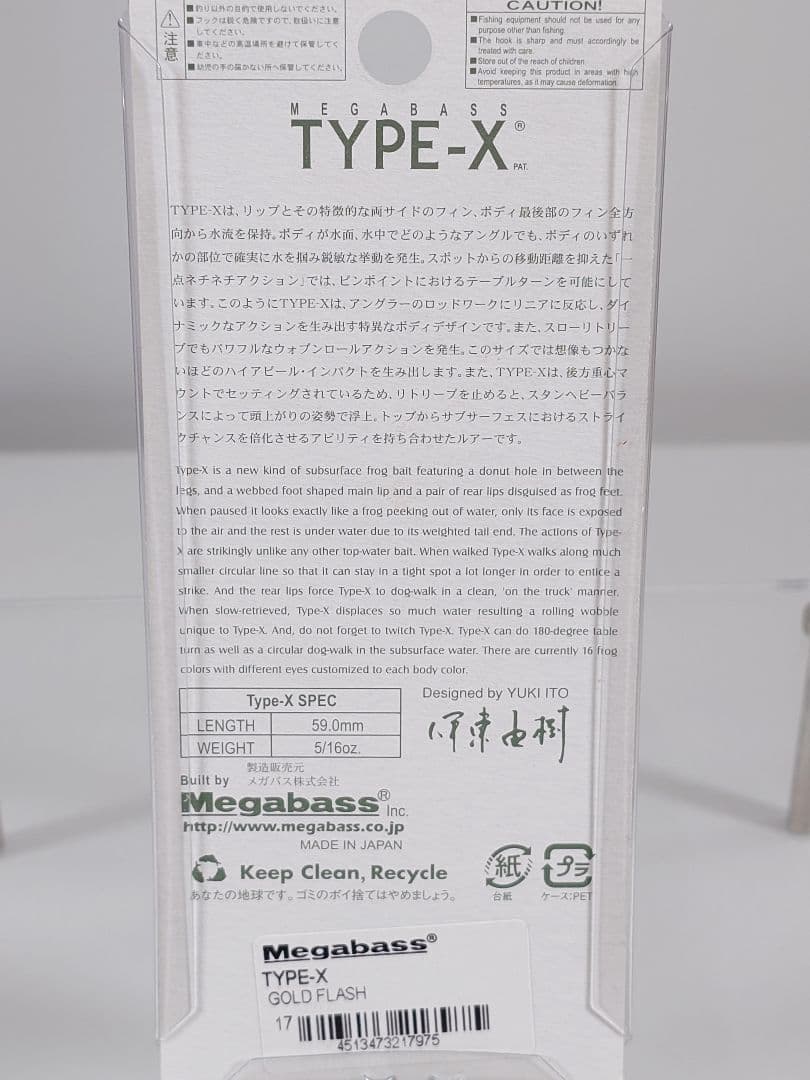 ■釣り以外の目的で使用しないでください。
■フックは鋭く危険ですので、取扱いに注意
してください。
注意
■車中などの高温場所を避けて保管してく
ださい。
■幼児の手の届かない所へ保管してください。
CAUTION!
■Fishing equipment should not be used for any
purpose other than fishing.
■The hook is sharp and must accordingly be
treated with care.
■Store out of the reach of children.
■Avoid keeping this product in areas with high
temperatures, as it may cause deformation.
MEGABASS
TYPE-X®
PAT.
TYPE-Xは、リップとその特徴的な両サイドのフィン、ボディ最後部のフィン全方
向から水流を保持。ボディが水面、水中でどのようなアングルでも、ボディのいずれ
かの部位で確実に水を掴み鋭敏な挙動を発生。スポットからの移動距離を抑えた「一
点ネチネチアクション」では、ピンポイントにおけるテーブルターンを可能にして
います。このようにTYPE-Xは、アングラーのロッドワークにリニアに反応し、ダイ
ナミックなアクションを生み出す特異なボディデザインです。また、スローリトリー
ブでもパワフルなウォブンロールアクションを発生。このサイズでは想像もつかな
いほどのハイアピール・インパクトを生み出します。また、TYPE-Xは、後方重心マ
ウントでセッティングされているため、リトリーブを止めると、スタンヘビーバラ
ンスによって頭上がりの姿勢で浮上。トップからサブサーフェスにおけるストライ
クチャンスを倍化させるアビリティを持ち合わせたルアーです。
Type-X is a new kind of subsurface frog bait featuring a donut hole in between the
legs, and a webbed foot shaped main lip and a pair of rear lips disguised as frog feet.
When paused it looks exactly like a frog peeking out of water, only its face is exposed
to the air and the rest is under water due to its weighted tail end. The actions of Type-
X are strikingly unlike any other top-water bait. When walked Type-X walks along much
smaller circular line so that it can stay in a tight spot a lot longer in order to entice a
strike. And the rear lips force Type-X to dog-walk in a clean, 'on the truck' manner.
When slow-retrieved, Type-X displaces so much water resulting a rolling wobble
unique to Type-X. And, do not forget to twitch Type-X. Type-X can do 180-degree table
turn as well as a circular dog-walk in the subsurface water. There are currently 16 frog
colors with different eyes customized to each body color.
Type-X SPEC
LENGTH 59.0mm
WEIGHT 5/16oz.
Designed by YUKI ITO
伊東由樹
製造販売元
Built by メガバス株式会社
Megabass® Inc.
http://www.megabass.co.jp
MADE IN JAPAN
Keep Clean, Recycle
あなたの地球です。ゴミのポイ捨てはやめましょう。
紙
台紙
プラ
ケース:PET
Megabass®
TYPE-X
GOLD FLASH
17
4513473217975